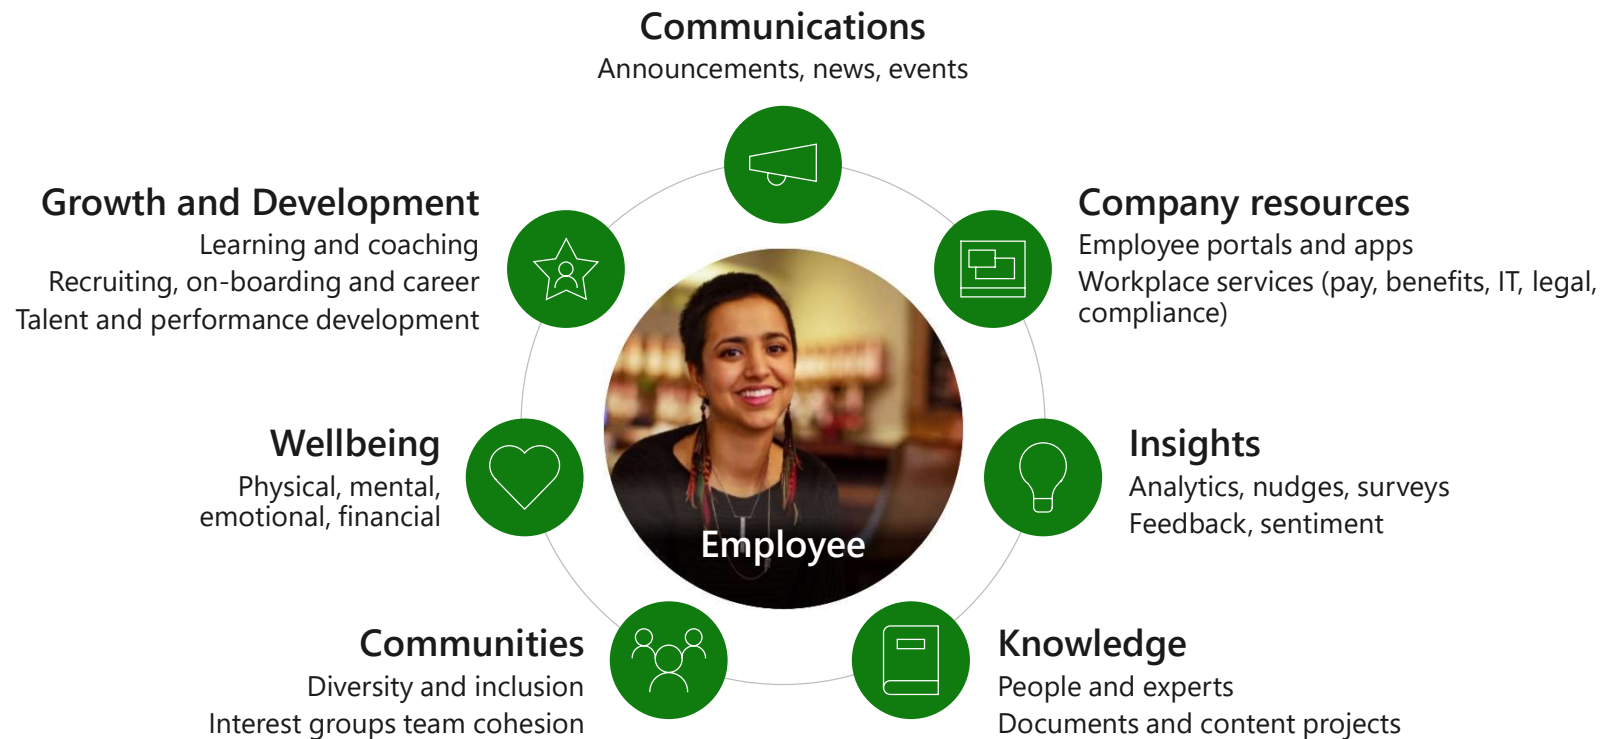 Communications
Announcements, news, events
Growth and Development
Learning and coaching
Recruiting, on-boarding and career
Talent and performance development
Company resources
Employee portals and apps
Workplace services (pay, benefits, IT, legal,
compliance)
Wellbeing
Physical, mental,
emotional, financial
Insights
Analytics, nudges, surveys
Feedback, sentiment
Employee
Communities
Diversity and inclusion
Interest groups team cohesion
Knowledge
People and experts
Documents and content projects